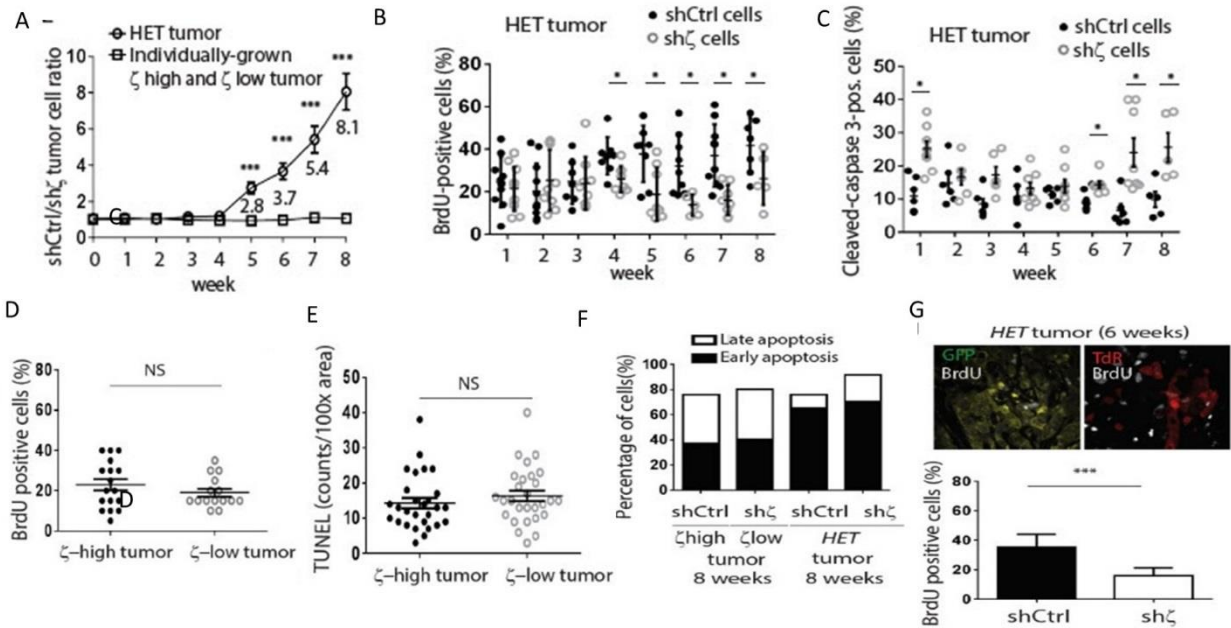 A
HET tumor
Individually-grown
ζ high and ζ low tumor
shCtrl/shζ tumor cell ratio
10
8
6
4
2
0
***
***
***
***
2.8
3.7
5.4
8.1
C
0 1 2 3 4 5 6 7 8
week
B
HET tumor
shCtrl cells
shζ cells
BrdU-positive cells (%)
80
60
40
20
0
* * * * *
1 2 3 4 5 6 7 8
week
C
HET tumor
shCtrl cells
shζ cells
Cleaved-caspase 3-pos. cells (%)
50
40
30
20
10
0
* * * *
1 2 3 4 5 6 7 8
week
D
BrdU positive cells (%)
80
60
40
20
0
NS
D
ζ–high tumor ζ–low tumor
E
TUNEL (counts/100x area)
50
40
30
20
10
0
NS
ζ–high tumor ζ–low tumor
F
Late apoptosis
Early apoptosis
Percentage of cells(%)
100
80
60
40
20
0
shCtrl shζ shCtrl shζ
ζhigh ζlow HET
tumor tumor
8 weeks 8 weeks
G
HET tumor (6 weeks)
GFP
BrdU
TdR
BrdU
BrdU positive cells (%)
80
60
40
20
0
***
shCtrl shζ